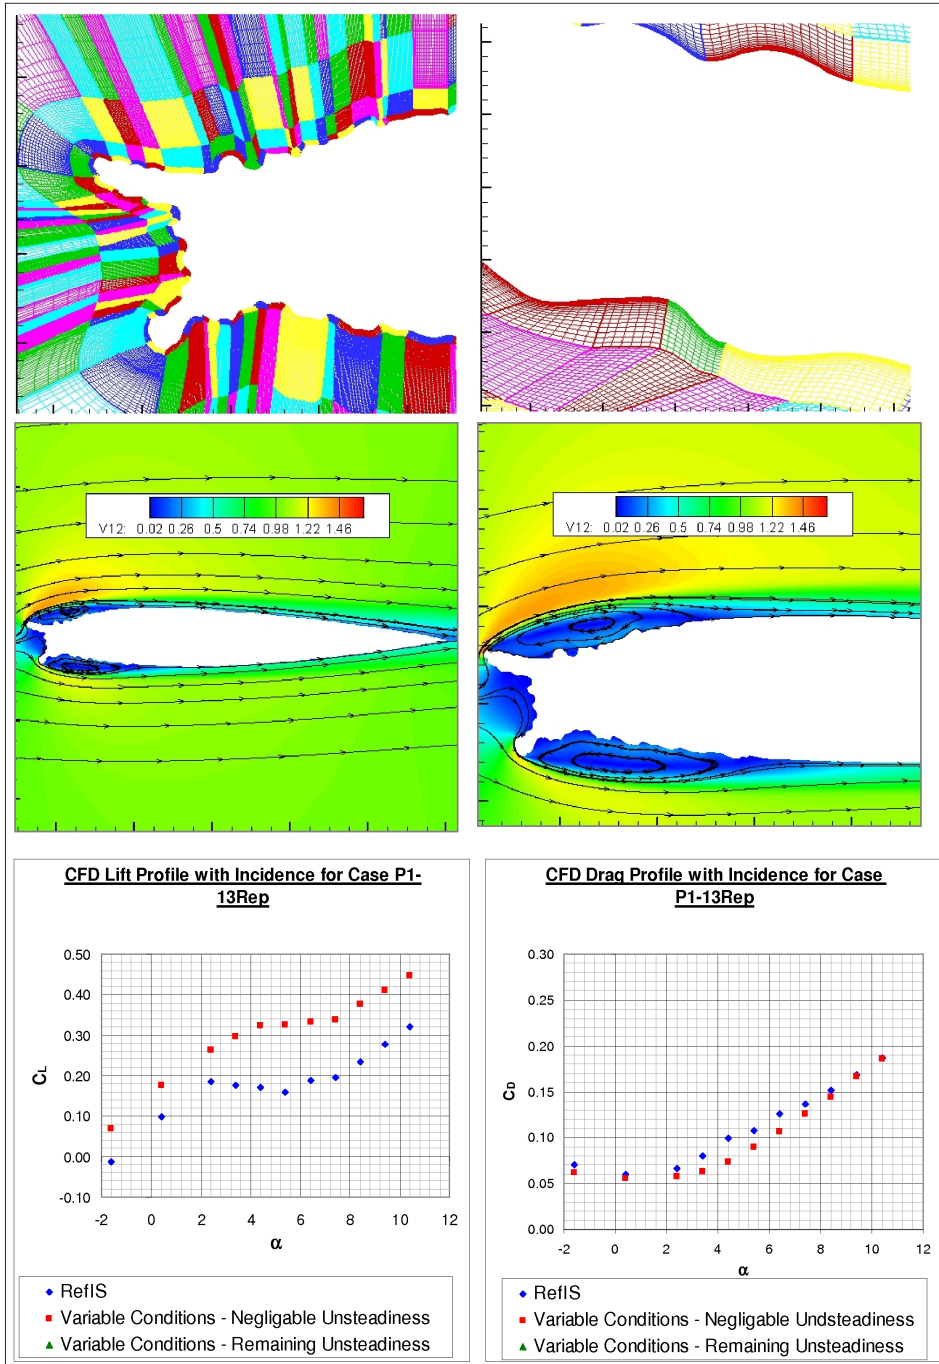 V12: 0.02 0.26 0.5 0.74 0.98 1.22 1.46
V12: 0.02 0.26 0.5 0.74 0.98 1.22 1.46
CFD Lift Profile with Incidence for Case P1-
13Rep
0.50
0.40
0.30
0.20
0.10
0.00
-0.10
CL
-2 0 2 4 6 8 10 12
α
RefIS
Variable Conditions - Negligable Unsteadiness
Variable Conditions - Remaining Unsteadiness
CFD Drag Profile with Incidence for Case
P1-13Rep
0.30
0.25
0.20
0.15
0.10
0.05
0.00
CD
-2 0 2 4 6 8 10 12
α
RefIS
Variable Conditions - Negligable Undsteadiness
Variable Conditions - Remaining Unsteadiness